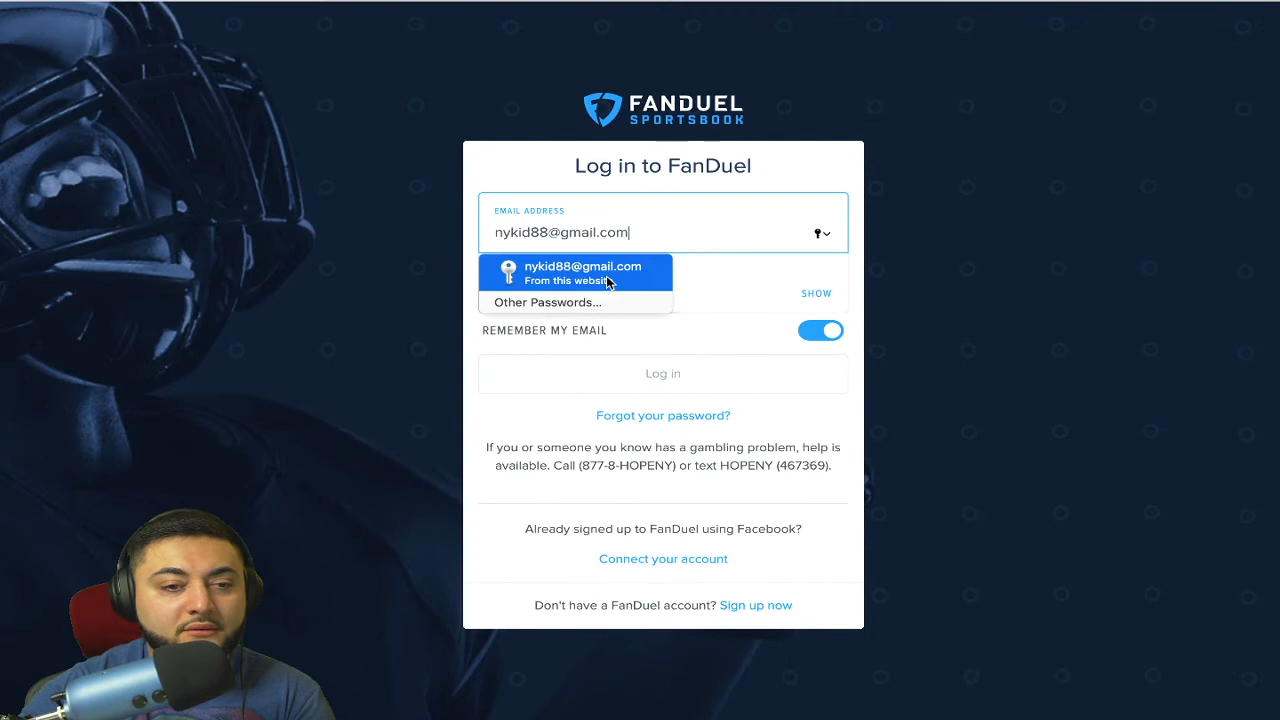 FANDUEL
SPORTSBOOK
Log in to FanDuel
EMAIL ADDRESS
nykid88@gmail.com
nykid88@gmail.com
From this website
SHOW
Other Passwords...
REMEMBER MY EMAIL
Log in
Forgot your password?
If you or someone you know has a gambling problem, help is
available. Call (877-8-HOPENY) or text HOPENY (467369).
Already signed up to FanDuel using Facebook?
Connect your account
Don't have a FanDuel account? Sign up now